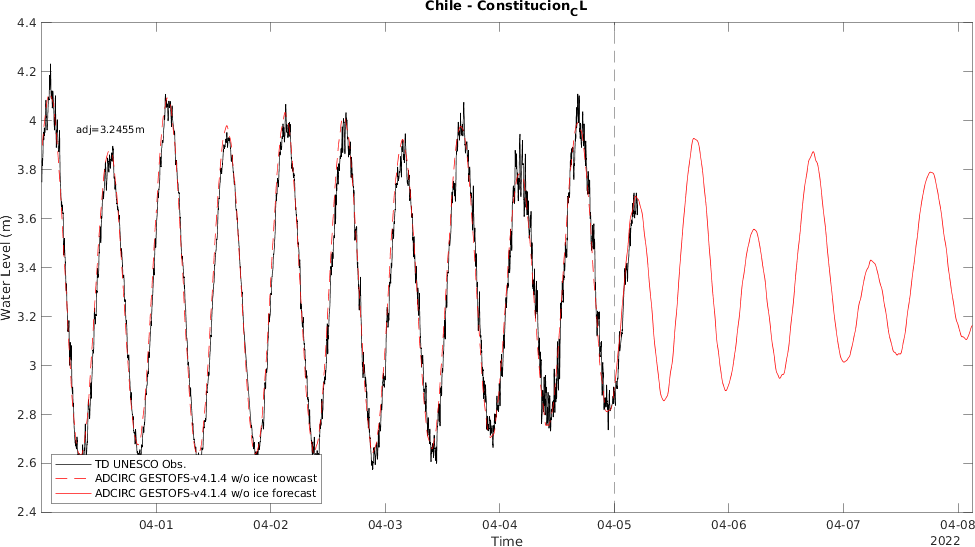 Chile - Constitucion_CL
4.4
4.2
4
3.8
3.6
3.4
3.2
3
2.8
2.6
2.4
Water Level (m)
adj=3.2455m
TD UNESCO Obs.
ADCIRC GESTOFS-v4.1.4 w/o ice nowcast
ADCIRC GESTOFS-v4.1.4 w/o ice forecast
04-01 04-02 04-03 04-04 04-05 04-06 04-07 04-08
Time
2022